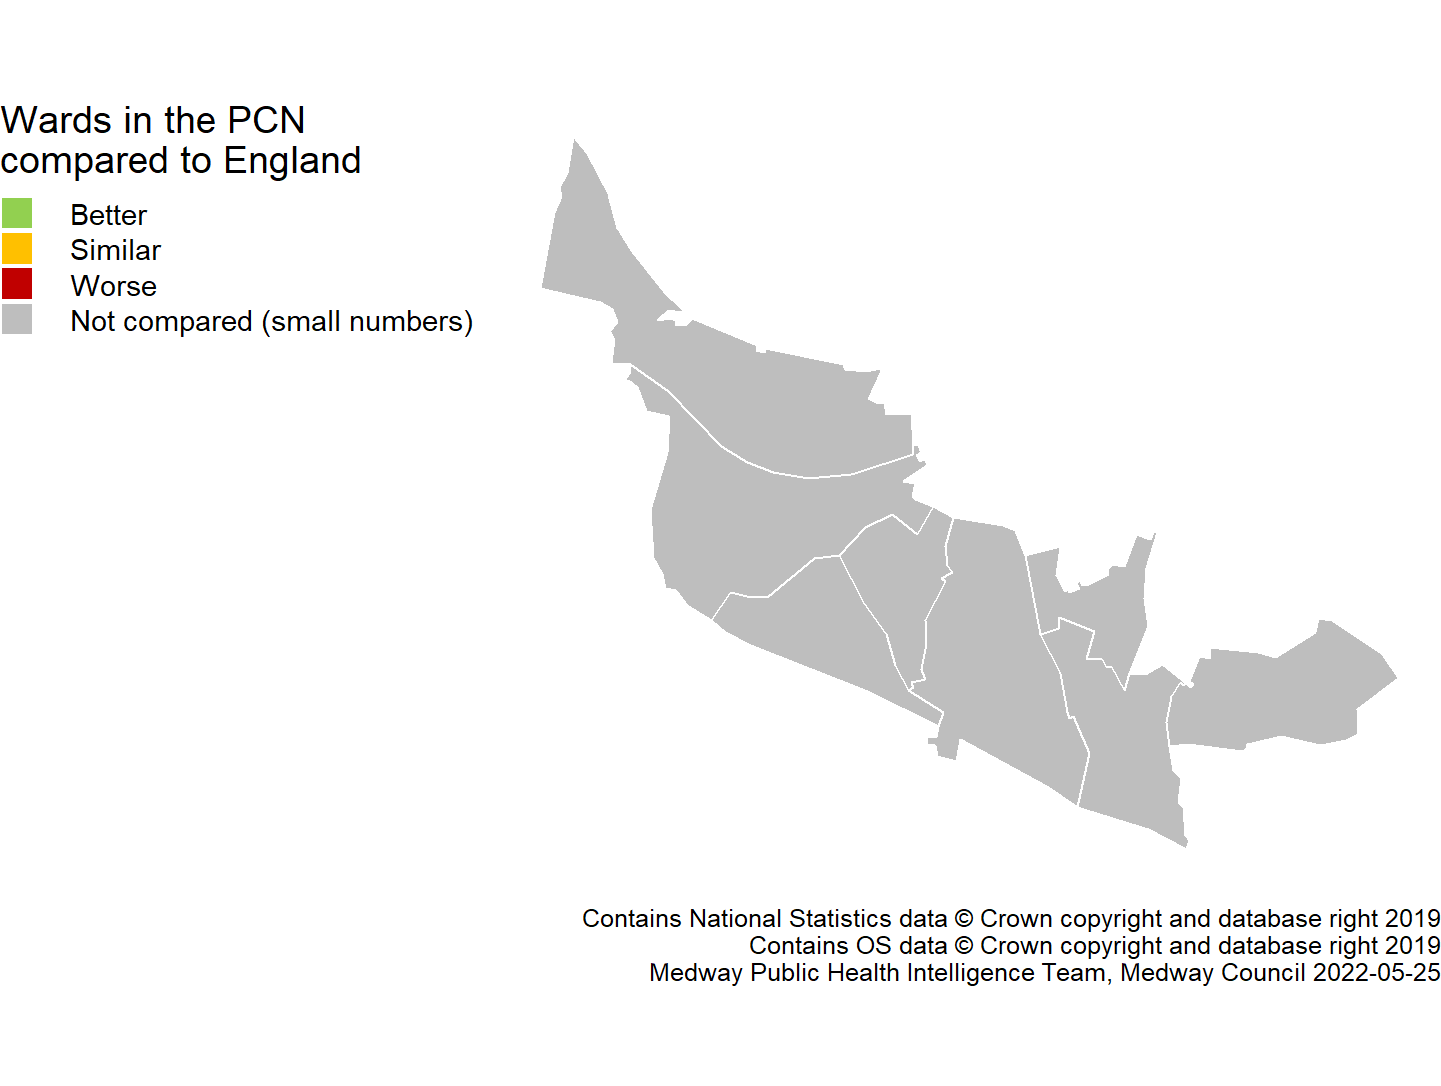 Wards in the PCN
compared to England
Better
Similar
Worse
Not compared (small numbers)
Contains National Statistics data © Crown copyright and database right 2019
Contains OS data © Crown copyright and database right 2019
Medway Public Health Intelligence Team, Medway Council 2022-05-25